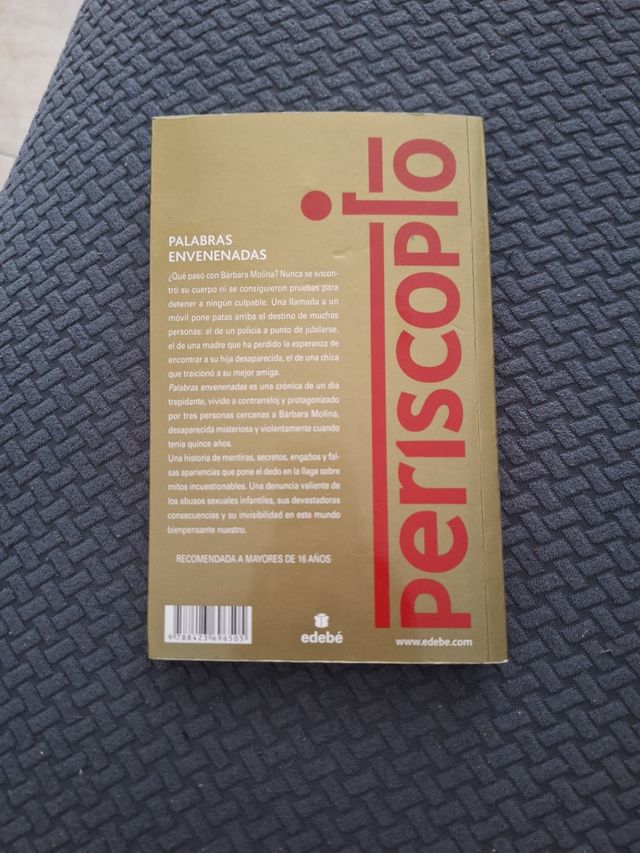 PALABRAS
ENVENENADAS
¿Qué pasó con Bárbara Molina? Nunca se encon-
tró su cuerpo ni se consiguieron pruebas para
detener a ningún culpable. Una llamada a un
móvil pone patas arriba el destino de muchas
personas: el de un policía a punto de jubilarse,
el de una madre que ha perdido la esperanza de
encontrar a su hija desaparecida, el de una chica
que traicionó a su mejor amiga.
Palabras envenenadas es una crónica de un día
trepidante, vivido a contrarreloj y protagonizado
por tres personas cercanas a Bárbara Molina,
desaparecida misteriosa y violentamente cuando
tenía quince años.
Una historia de mentiras, secretos, engaños y fal-
sas apariencias que pone el dedo en la llaga sobre
mitos incuestionables. Una denuncia valiente de
los abusos sexuales infantiles, sus devastadoras
consecuencias y su invisibilidad en este mundo
bienpensante nuestro.
RECOMENDADA A MAYORES DE 16 AÑOS
9 788423 696505
edebé
www.edebe.com
periscopio